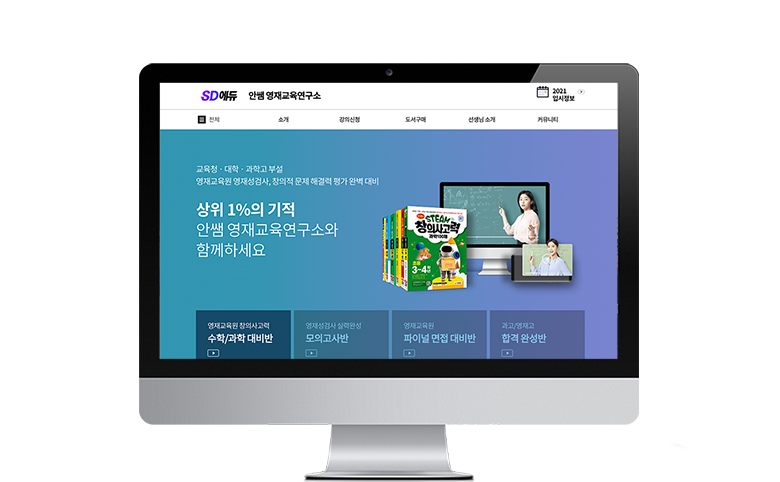 SD에듀 안쌤 영재교육연구소
2021
입시정보
전체 소개 강의신청 도서구매 선생님 소개 커뮤니티
교육청 · 대학 · 과학고 부설
영재교육원 영재성검사, 창의적 문제 해결력 평가 완벽 대비
상위 1%의 기적
안쌤 영재교육연구소와
함께하세요
STEAM
창의사고력
과학100제
초등
3~4
영재교육원 창의사고력
수학/과학 대비반
영재성검사 실력완성
모의고사반
영재교육원
파이널 면접 대비반
과고/영재고
합격 완성반